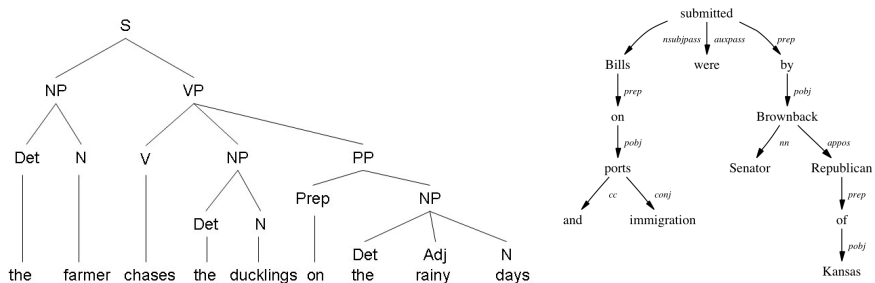 S
NP VP
Det N V NP PP
Det N Prep NP
Det Adj N
the farmer chases the ducklings on the rainy days
submitted
nsubjpass auxpass prep
Bills were by
prep pobj
on Brownback
pobj nn appos
ports Senator Republican
cc conj prep
and immigration of
pobj
Kansas